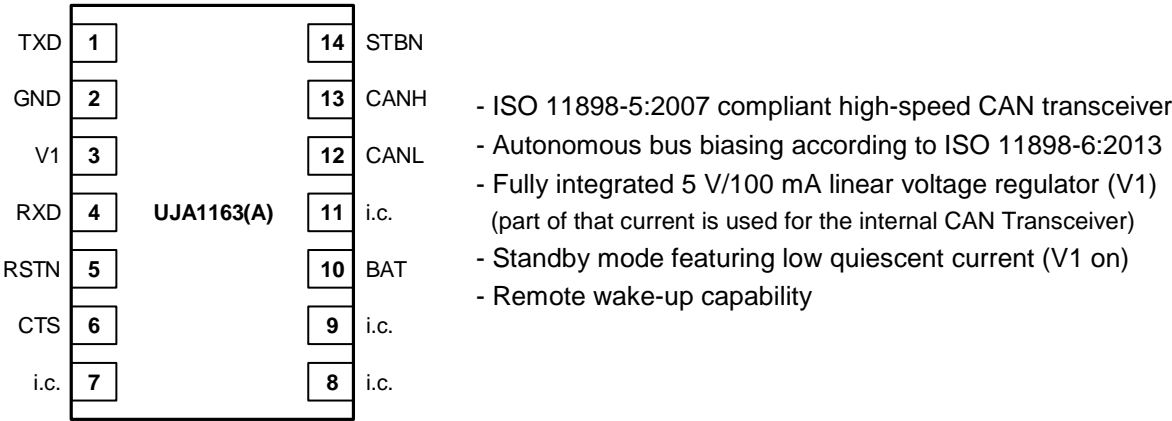 TXD 1 14 STBN
GND 2 13 CANH
V1 3 12 CANL
RXD 4 UJA1163(A) 11 i.c.
RSTN 5 10 BAT
CTS 6 9 i.c.
i.c. 7 8 i.c.
- ISO 11898-5:2007 compliant high-speed CAN transceiver
- Autonomous bus biasing according to ISO 11898-6:2013
- Fully integrated 5 V/100 mA linear voltage regulator (V1)
(part of that current is used for the internal CAN Transceiver)
- Standby mode featuring low quiescent current (V1 on)
- Remote wake-up capability